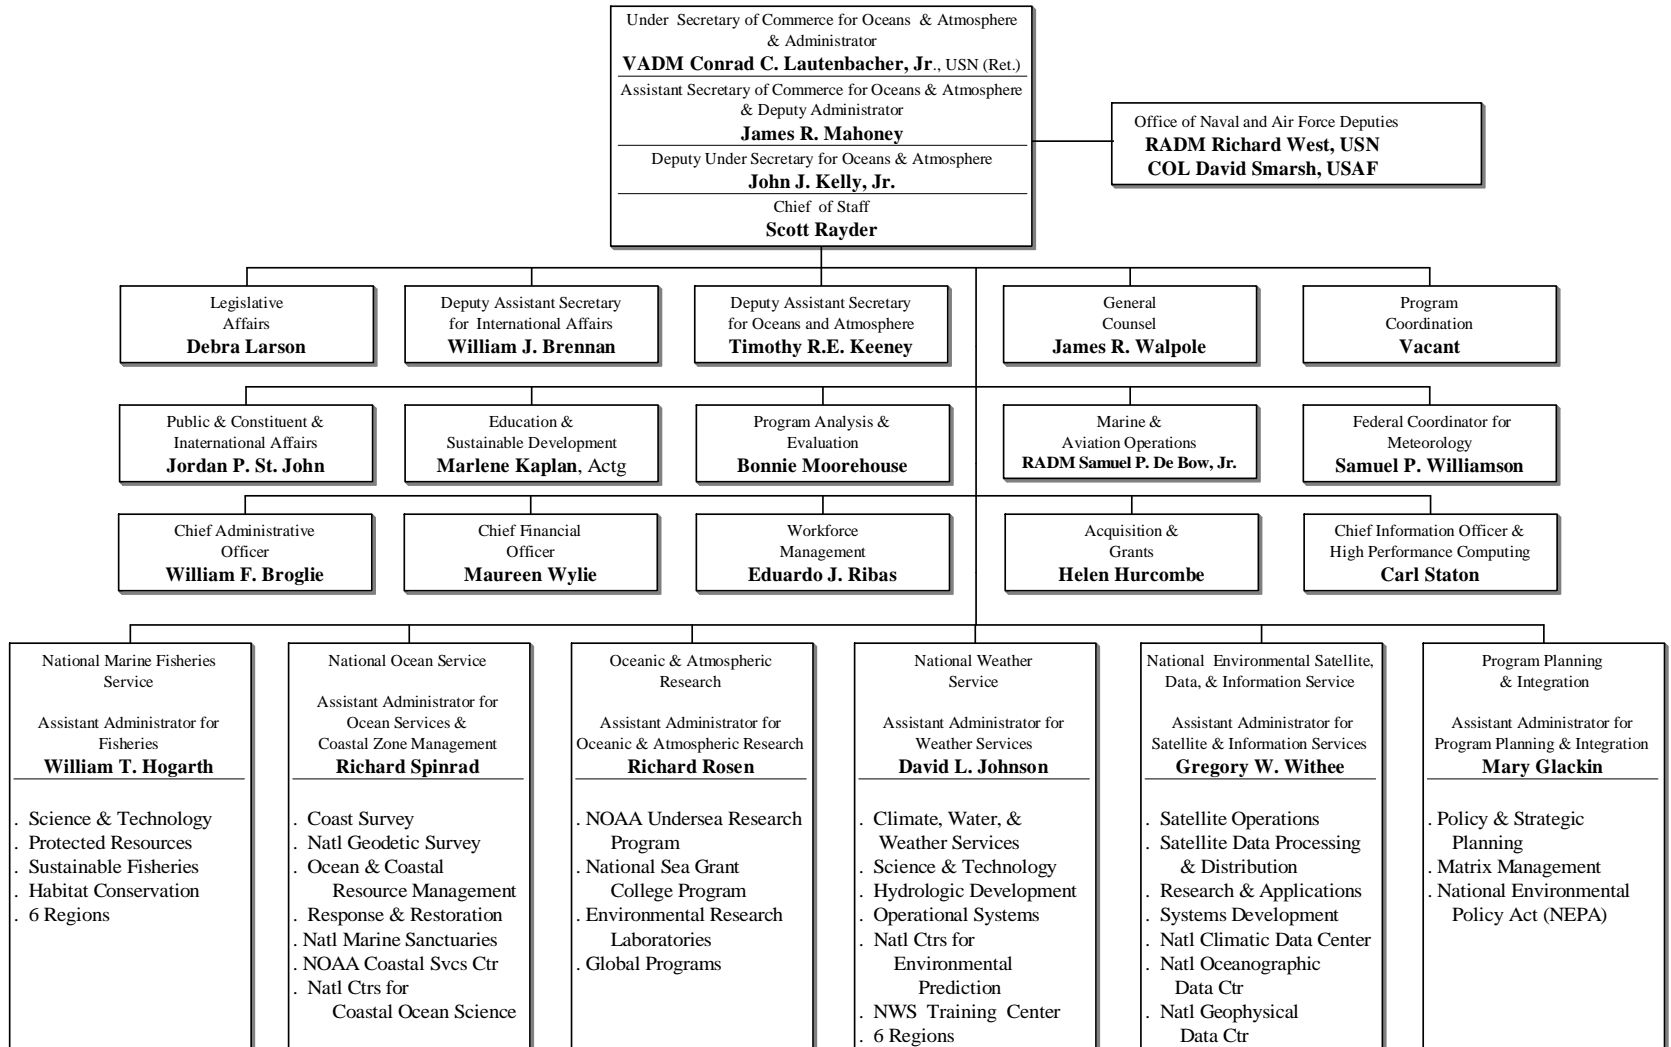 Under Secretary of Commerce for Oceans & Atmosphere
& Administrator
VADM Conrad C. Lautenbacher, Jr., USN (Ret.)
Assistant Secretary of Commerce for Oceans & Atmosphere
& Deputy Administrator
James R. Mahoney
Deputy Under Secretary for Oceans & Atmosphere
John J. Kelly, Jr.
Chief of Staff
Scott Rayder
Office of Naval and Air Force Deputies
RADM Richard West, USN
COL David Smarsh, USAF
Legislative
Affairs
Debra Larson
Deputy Assistant Secretary
for International Affairs
William J. Brennan
Deputy Assistant Secretary
for Oceans and Atmosphere
Timothy R.E. Keeney
General
Counsel
James R. Walpole
Program
Coordination
Vacant
Public & Constituent &
Inaternational Affairs
Jordan P. St. John
Education &
Sustainable Development
Marlene Kaplan, Actg
Program Analysis &
Evaluation
Bonnie Moorehouse
Marine &
Aviation Operations
RADM Samuel P. De Bow, Jr.
Federal Coordinator for
Meteorology
Samuel P. Williamson
Chief Administrative
Officer
William F. Broglie
Chief Financial
Officer
Maureen Wylie
Workforce
Management
Eduardo J. Ribas
Acquisition &
Grants
Helen Hurcombe
Chief Information Officer &
High Performance Computing
Carl Staton
National Marine Fisheries
Service
Assistant Administrator for
Fisheries
William T. Hogarth
. Science & Technology
. Protected Resources
. Sustainable Fisheries
. Habitat Conservation
. 6 Regions
National Ocean Service
Assistant Administrator for
Ocean Services &
Coastal Zone Management
Richard Spinrad
. Coast Survey
. Natl Geodetic Survey
. Ocean & Coastal
Resource Management
. Response & Restoration
. Natl Marine Sanctuaries
. NOAA Coastal Svcs Ctr
. Natl Ctrs for
Coastal Ocean Science
Oceanic & Atmospheric
Research
Assistant Administrator for
Oceanic & Atmospheric Research
Richard Rosen
. NOAA Undersea Research
Program
. National Sea Grant
College Program
. Environmental Research
Laboratories
. Global Programs
National Weather
Service
Assistant Administrator for
Weather Services
David L. Johnson
. Climate, Water, &
Weather Services
. Science & Technology
. Hydrologic Development
. Operational Systems
. Natl Ctrs for
Environmental
Prediction
. NWS Training Center
. 6 Regions
National Environmental Satellite,
Data, & Information Service
Assistant Administrator for
Satellite & Information Services
Gregory W. Withee
. Satellite Operations
. Satellite Data Processing
& Distribution
. Research & Applications
. Systems Development
. Natl Climatic Data Center
. Natl Oceanographic
Data Ctr
. Natl Geophysical
Data Ctr
Program Planning
& Integration
Assistant Administrator for
Program Planning & Integration
Mary Glackin
. Policy & Strategic
Planning
. Matrix Management
. National Environmental
Policy Act (NEPA)